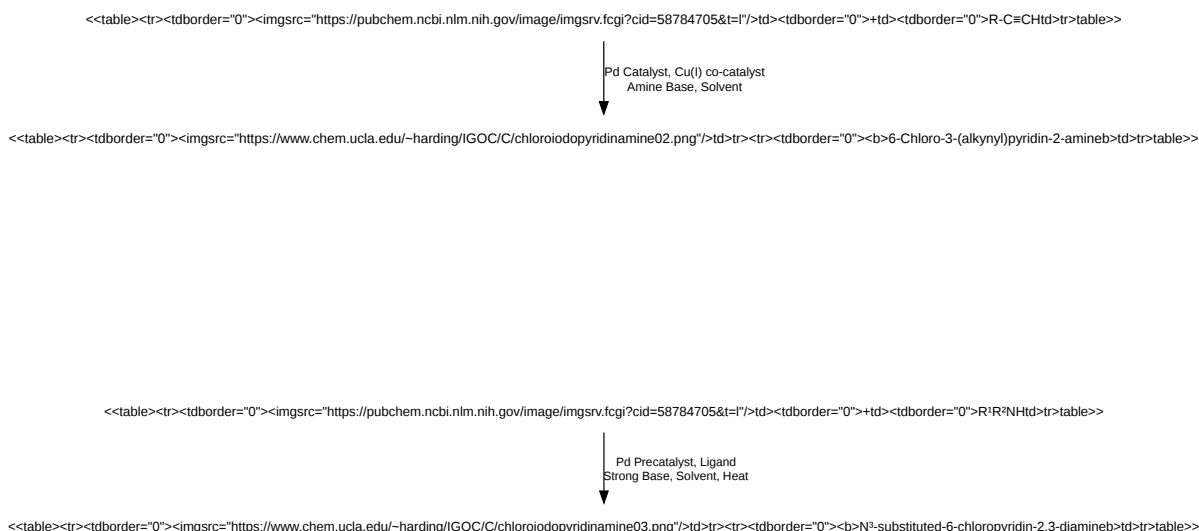 <<table><tr><tdborder="0"><imgsrc="https://pubchem.ncbi.nlm.nih.gov/image/imgsrv.fcgi?cid=58784705&t=l"/>td><tdborder="0">+td><tdborder="0">R-C≡CHtd>tr>table>>
Pd Catalyst, Cu(I) co-catalyst
Amine Base, Solvent
<<table><tr><tdborder="0"><imgsrc="https://www.chem.ucla.edu/~harding/IGOC/C/chloroiodopyridinamine02.png"/>td>tr><tr><tdborder="0"><b>6-Chloro-3-(alkynyl)pyridin-2-amineb>td>tr>table>>
<<table><tr><tdborder="0"><imgsrc="https://pubchem.ncbi.nlm.nih.gov/image/imgsrv.fcgi?cid=58784705&t=l"/>td><tdborder="0">+td><tdborder="0">R¹R²NHtd>tr>table>>
Pd Precatalyst, Ligand
Strong Base, Solvent, Heat
<<table><tr><tdborder="0"><imgsrc="https://www.chem.ucla.edu/~harding/IGOC/C/chloroiodopyridinamine03.png"/>td>tr><tr><tdborder="0"><b>N³-substituted-6-chloropyridin-2,3-diamineb>td>tr>table>>